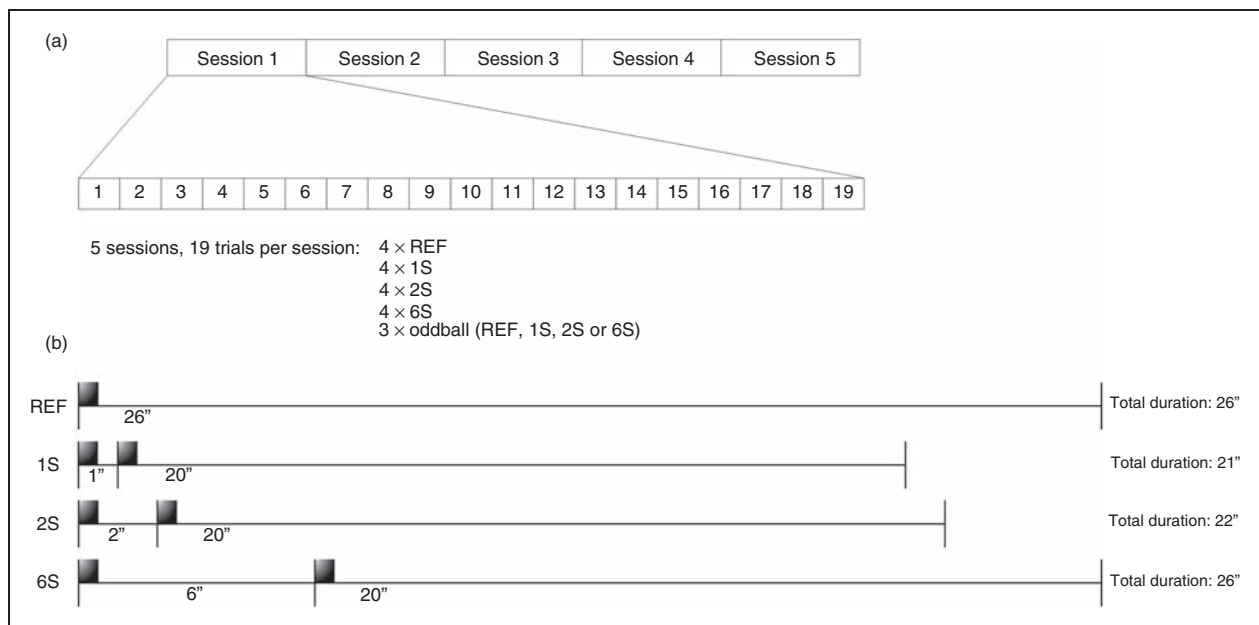 (a)
Session 1 Session 2 Session 3 Session 4 Session 5
1 2 3 4 5 6 7 8 9 10 11 12 13 14 15 16 17 18 19
5 sessions, 19 trials per session: 4 × REF
4 × 1S
4 × 2S
4 × 6S
3 × oddball (REF, 1S, 2S or 6S)
(b)
REF 26” Total duration: 26”
1S 1” 20” Total duration: 21”
2S 2” 20” Total duration: 22”
6S 6” 20” Total duration: 26”